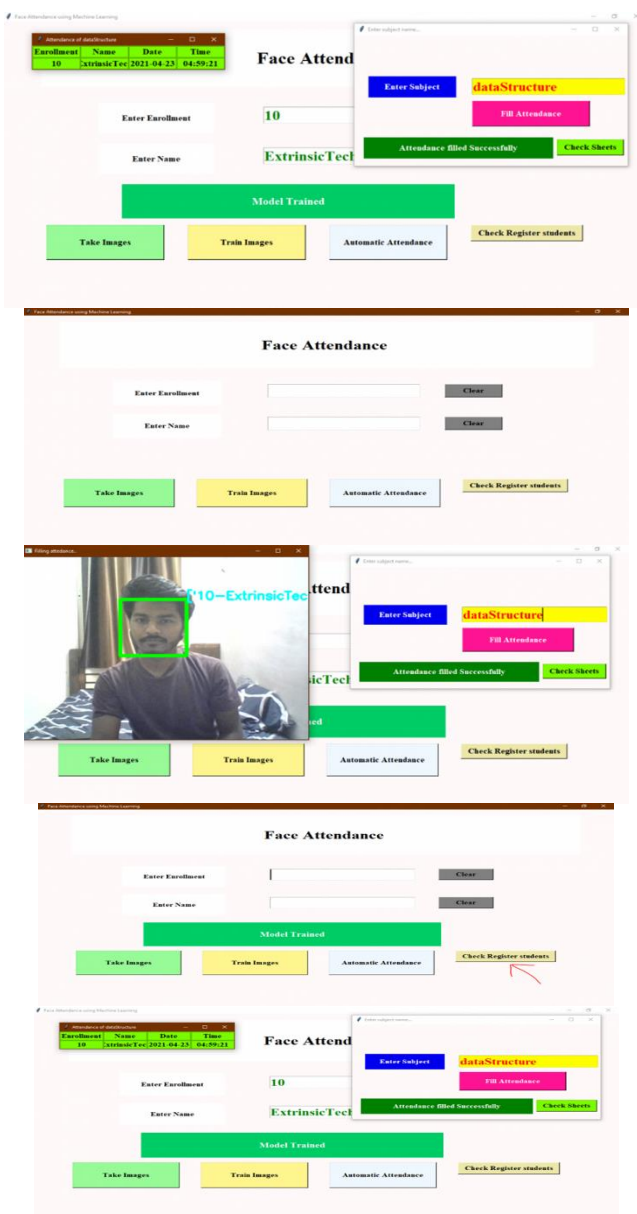 Face Attendance using Machine Learning
Enter subject name...
Attendance of dataStructure
Enrollment Name Date Time
10 ExtrinsicTec 2021-04-23 04:59:21
Face Attend
Enter Subject dataStructure
Fill Attendance
Enter Enrollment 10
Attendance filled Successfully Check Sheets
Enter Name ExtrinsicTech
Model Trained
Take Images Train Images Automatic Attendance Check Register students
Face Attendance using Machine Learning
Face Attendance
Enter Enrollment Clear
Enter Name Clear
Take Images Train Images Automatic Attendance Check Register students
Filling attedance..
Enter subject name...
['10-ExtrinsicTec
ttend
Enter Subject dataStructure
Fill Attendance
Attendance filled Successfully Check Sheets
sicTech
ned
Take Images Train Images Automatic Attendance Check Register students
Face Attendance using Machine Learning
Face Attendance
Enter Enrollment Clear
Enter Name Clear
Model Trained
Take Images Train Images Automatic Attendance Check Register students
Face Attendance using Machine Learning
Enter subject name...
Attendance of dataStructure
Enrollment Name Date Time
10 ExtrinsicTec 2021-04-23 04:59:21
Face Attend
Enter Subject dataStructure
Fill Attendance
Enter Enrollment 10
Attendance filled Successfully Check Sheets
Enter Name ExtrinsicTech
Model Trained
Take Images Train Images Automatic Attendance Check Register students